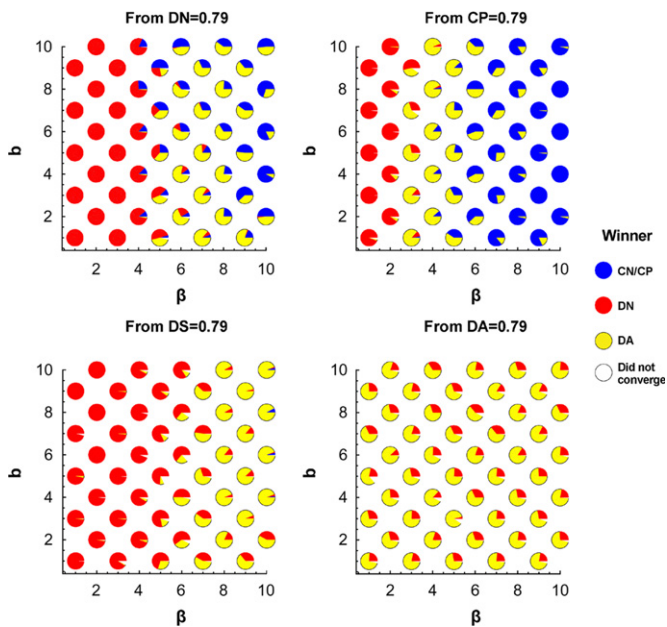 From DN=0.79
From CP=0.79
10
8
6
4
2
b
2 4 6 8 10
β
10
8
6
4
2
b
2 4 6 8 10
β
Winner
CN/CP
DN
DA
Did not
converge
From DS=0.79
From DA=0.79
10
8
6
4
2
b
2 4 6 8 10
β
10
8
6
4
2
b
2 4 6 8 10
β